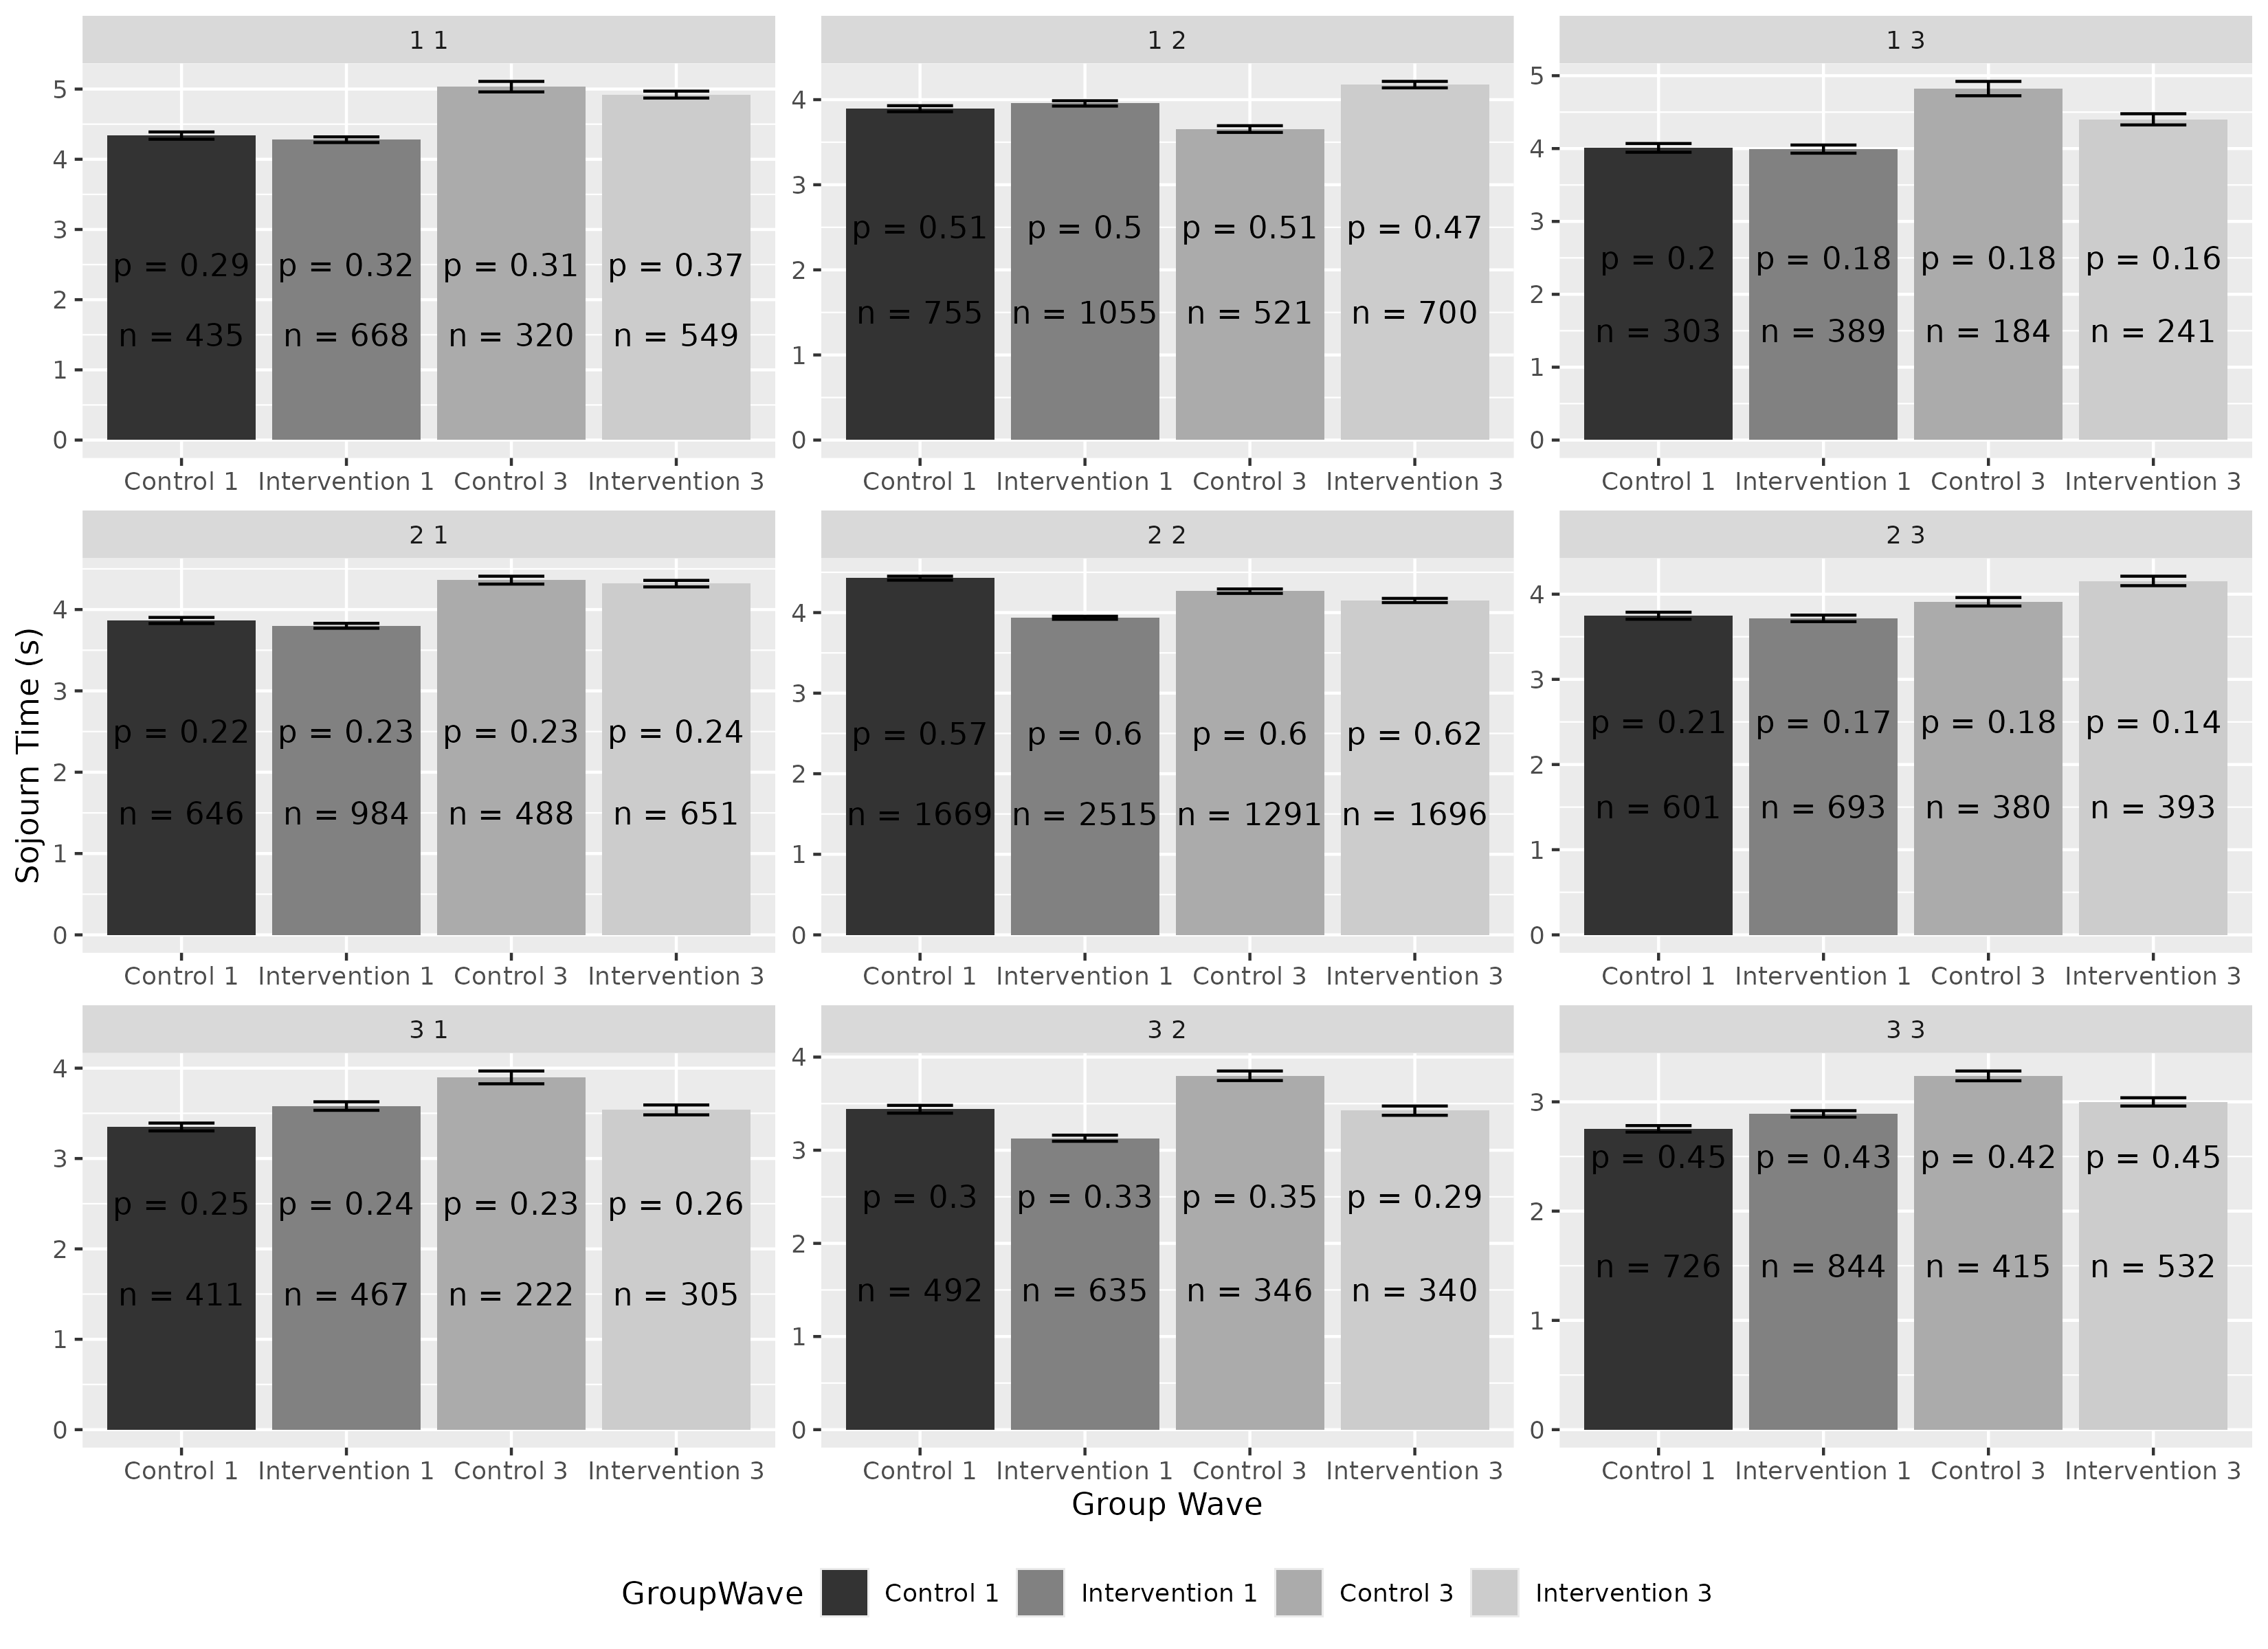 1 1
5
4
3
2
1
0
p = 0.29 p = 0.32 p = 0.31 p = 0.37
n = 435 n = 668 n = 320 n = 549
Control 1 Intervention 1 Control 3 Intervention 3
1 2
4
3
2
1
0
p = 0.51 p = 0.5 p = 0.51 p = 0.47
n = 755 n = 1055 n = 521 n = 700
Control 1 Intervention 1 Control 3 Intervention 3
1 3
5
4
3
2
1
0
p = 0.2 p = 0.18 p = 0.18 p = 0.16
n = 303 n = 389 n = 184 n = 241
Control 1 Intervention 1 Control 3 Intervention 3
Sojourn Time (s)
2 1
4
3
2
1
0
p = 0.22 p = 0.23 p = 0.23 p = 0.24
n = 646 n = 984 n = 488 n = 651
Control 1 Intervention 1 Control 3 Intervention 3
2 2
4
3
2
1
0
p = 0.57 p = 0.6 p = 0.6 p = 0.62
n = 1669 n = 2515 n = 1291 n = 1696
Control 1 Intervention 1 Control 3 Intervention 3
2 3
4
3
2
1
0
p = 0.21 p = 0.17 p = 0.18 p = 0.14
n = 601 n = 693 n = 380 n = 393
Control 1 Intervention 1 Control 3 Intervention 3
3 1
4
3
2
1
0
p = 0.25 p = 0.24 p = 0.23 p = 0.26
n = 411 n = 467 n = 222 n = 305
Control 1 Intervention 1 Control 3 Intervention 3
3 2
4
3
2
1
0
p = 0.3 p = 0.33 p = 0.35 p = 0.29
n = 492 n = 635 n = 346 n = 340
Control 1 Intervention 1 Control 3 Intervention 3
3 3
3
2
1
0
p = 0.45 p = 0.43 p = 0.42 p = 0.45
n = 726 n = 844 n = 415 n = 532
Control 1 Intervention 1 Control 3 Intervention 3
Group Wave
GroupWave Control 1 Intervention 1 Control 3 Intervention 3